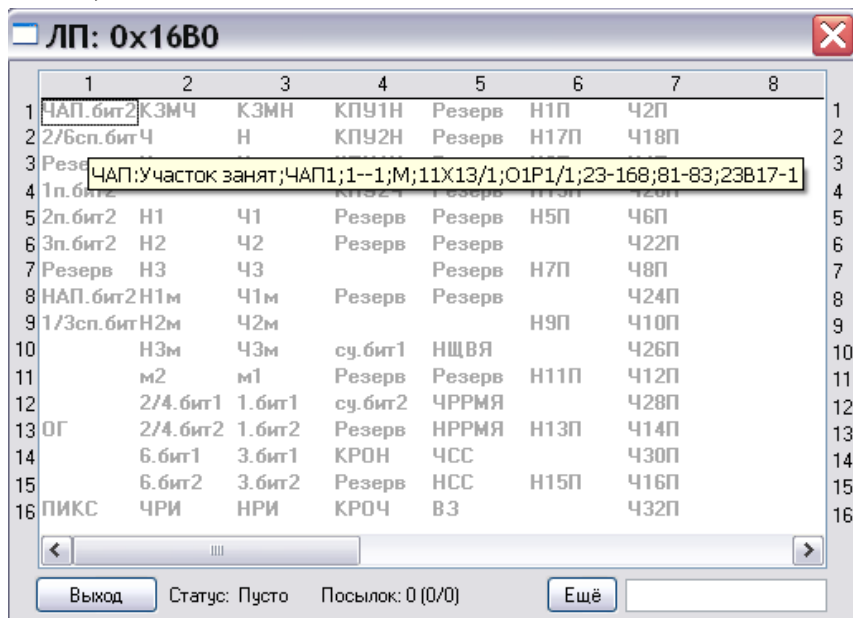 ЛП: 0x16B0
1 2 3 4 5 6 7 8
1 ЧАП.бит2 КЗМЧ КЗМН КПУ1Н Резерв Н1П Ч2П 1
2 2/6сп.бит Ч Н КПУ2Н Резерв Н17П Ч18П 2
3 Резе 3
ЧАП:Участок занят;ЧАП1;1--1;М;11Х13/1;О1Р1/1;23-168;81-83;23В17-1
4 1п.бит2 4
5 2п.бит2 Н1 Ч1 Резерв Резерв Н5П Ч6П 5
6 3п.бит2 Н2 Ч2 Резерв Резерв Ч22П 6
7 Резерв Н3 Ч3 Резерв Н7П Ч8П 7
8 НАП.бит2 Н1м Ч1м Резерв Резерв Ч24П 8
9 1/3сп.бит Н2м Ч2м Н9П Ч10П 9
10 Н3м Ч3м су.бит1 НЩВЯ Ч26П 10
11 м2 м1 Резерв Резерв Н11П Ч12П 11
12 2/4.бит1 1.бит1 су.бит2 ЧРРМЯ Ч28П 12
13 ОГ 2/4.бит2 1.бит2 Резерв НРРМЯ Н13П Ч14П 13
14 6.бит1 3.бит1 КРОН ЧСС Ч30П 14
15 6.бит2 3.бит2 Резерв НСС Н15П Ч16П 15
16 ПИКС ЧРИ НРИ КРОЧ ВЗ Ч32П 16
Выход Статус: Пусто Посылок: 0 (0/0) Ещё